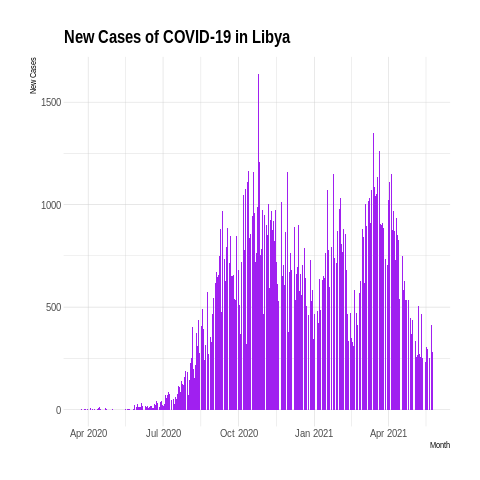 New Cases of COVID-19 in Libya
New Cases
1500
1000
500
0
Apr 2020 Jul 2020 Oct 2020 Jan 2021 Apr 2021
Month